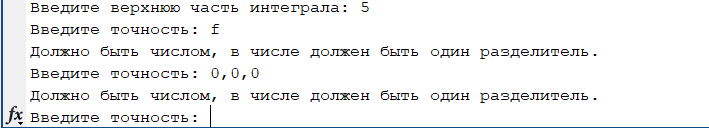 Введите верхнюю часть интеграла: 5
Введите точность: f
Должно быть числом, в числе должен быть один разделитель.
Введите точность: 0,0,0
Должно быть числом, в числе должен быть один разделитель.
fx Введите точность: